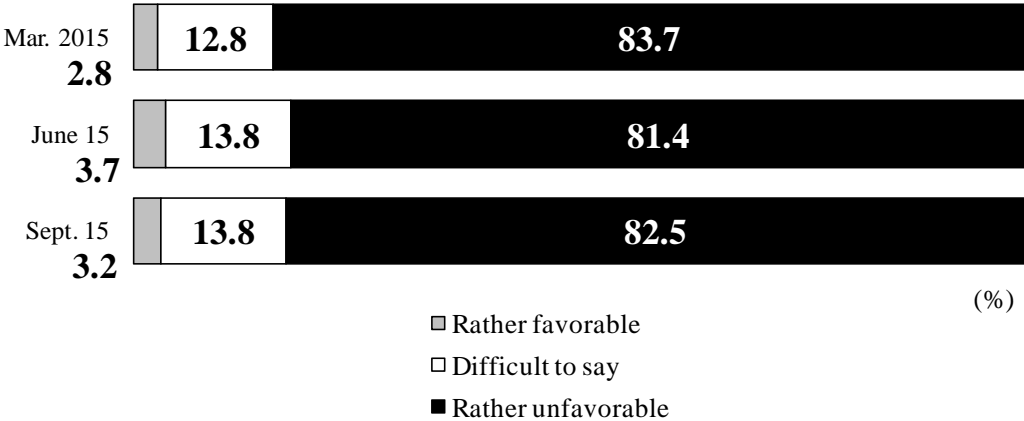 Mar. 2015 12.8 83.7
2.8
June 15 13.8 81.4
3.7
Sept. 15 13.8 82.5
3.2
(%)
Rather favorable
Difficult to say
Rather unfavorable